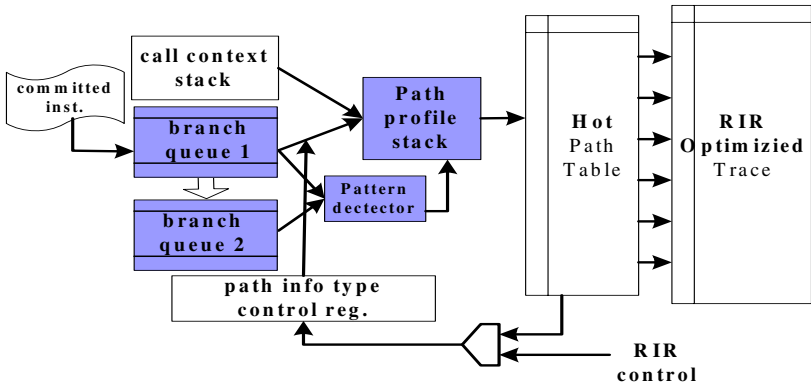 call context
stack
committed
inst.
branch
queue 1
Path
profile
stack
Hot
Path
Table
RIR
Optimizied
Trace
Pattern
dectector
branch
queue 2
path info type
control reg.
RIR
control